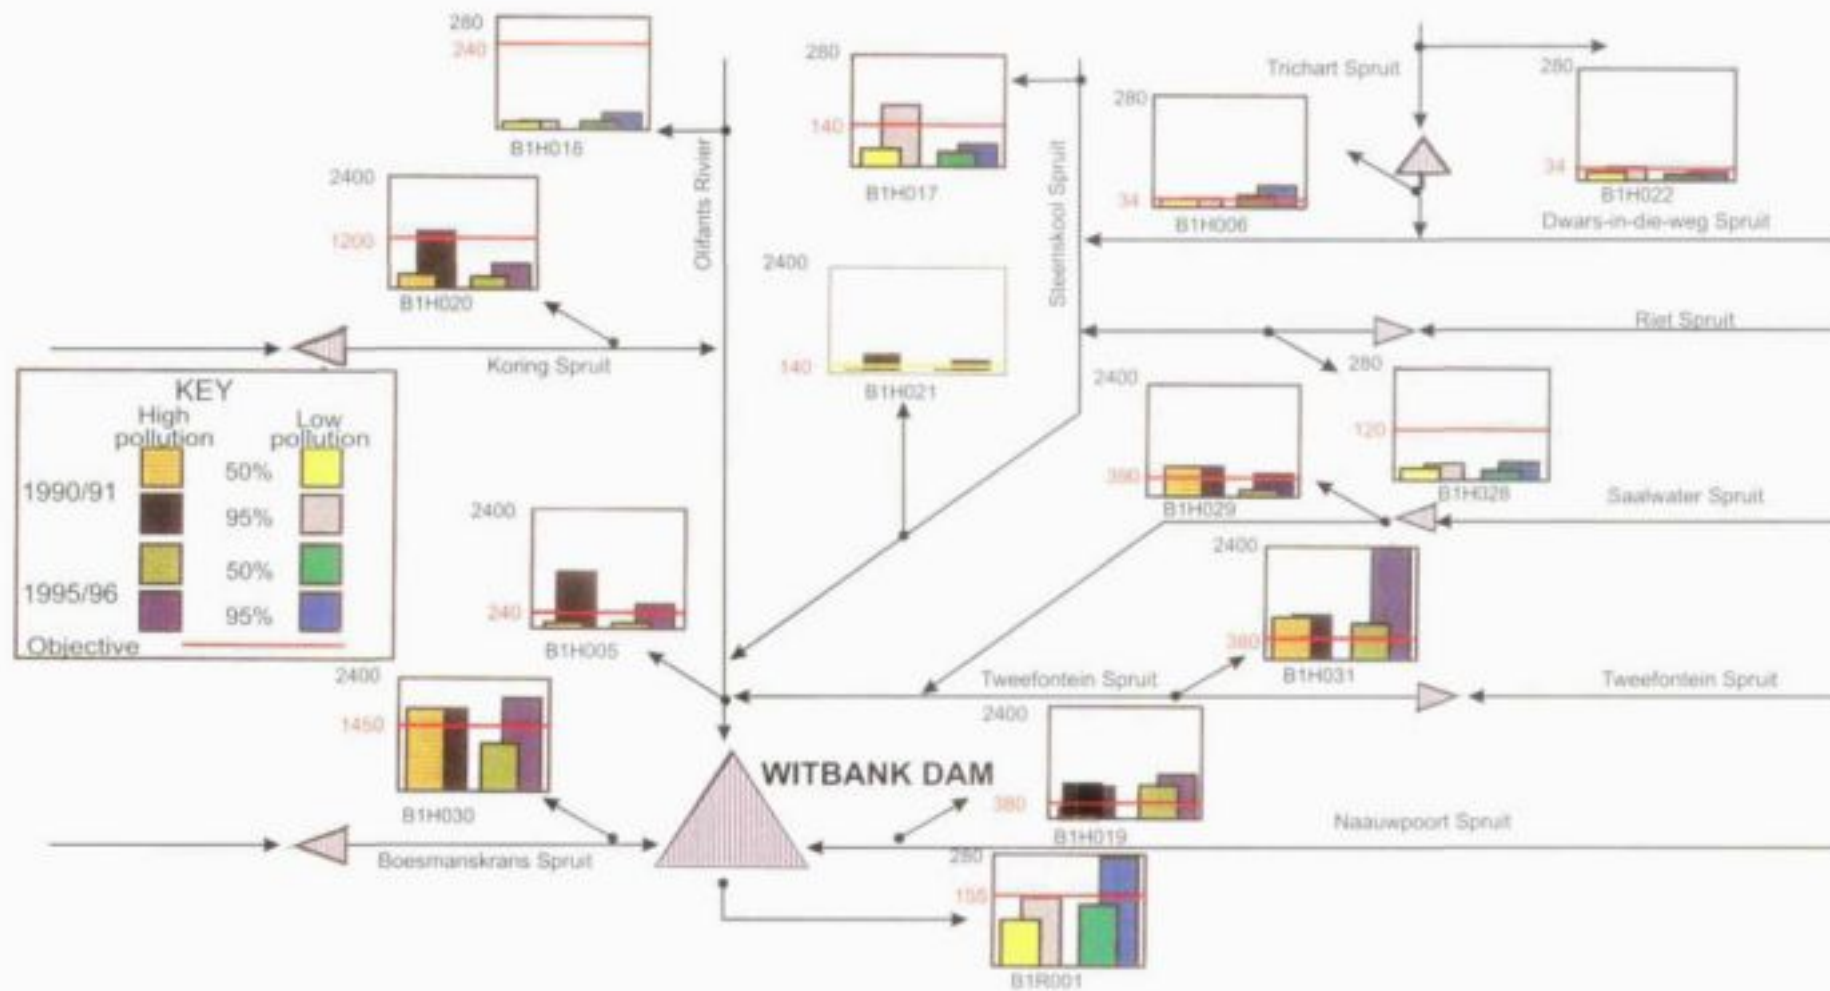 280
240
B1H018
Olifants Rivier
280
140
B1H017
Steenskool Spruit
Trichart Spruit
280
34
B1H006
280
34
B1H022
Dwars-in-die-weg Spruit
2400
1200
B1H020
Koring Spruit
2400
140
B1H021
Riet Spruit
280
120
B1H028
2400
380
B1H029
Saalwater Spruit
KEY
High pollution
Low pollution
1990/91
50%
95%
1995/96
50%
95%
Objective
2400
240
B1H005
2400
380
B1H031
Tweefontein Spruit
Tweefontein Spruit
2400
1450
B1H030
WITBANK DAM
2400
380
B1H019
Naauwpoort Spruit
Boesmanskrans Spruit
280
155
B1R001